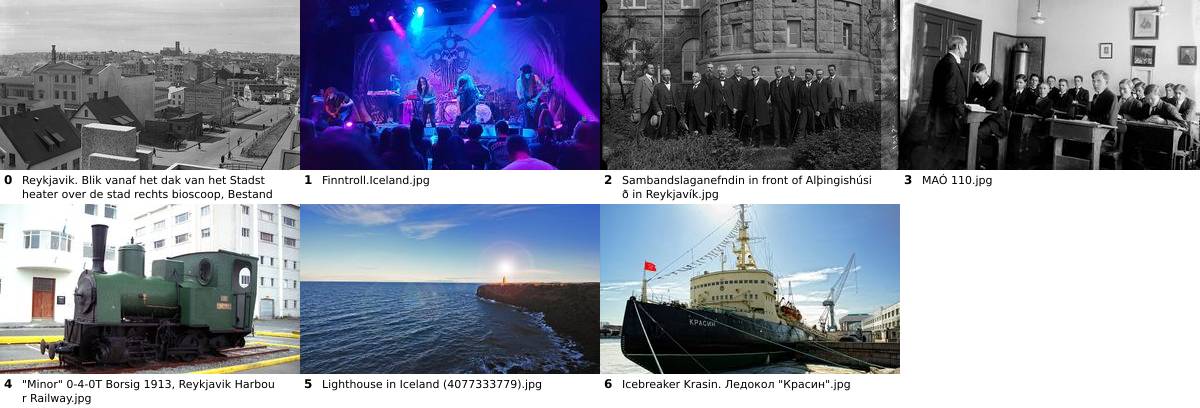 0 Reykjavik. Blik vanaf het dak van het Stadst
heater over de stad rechts bioscoop, Bestand
1 Finntroll.Iceland.jpg
2 Sambandslaganefndin in front of Alþingishúsi
ð in Reykjavík.jpg
3 MAÓ 110.jpg
КРАСИН
4 "Minor" 0-4-0T Borsig 1913, Reykjavik Harbou
r Railway.jpg
5 Lighthouse in Iceland (4077333779).jpg
6 Icebreaker Krasin. Ледокол "Красин".jpg